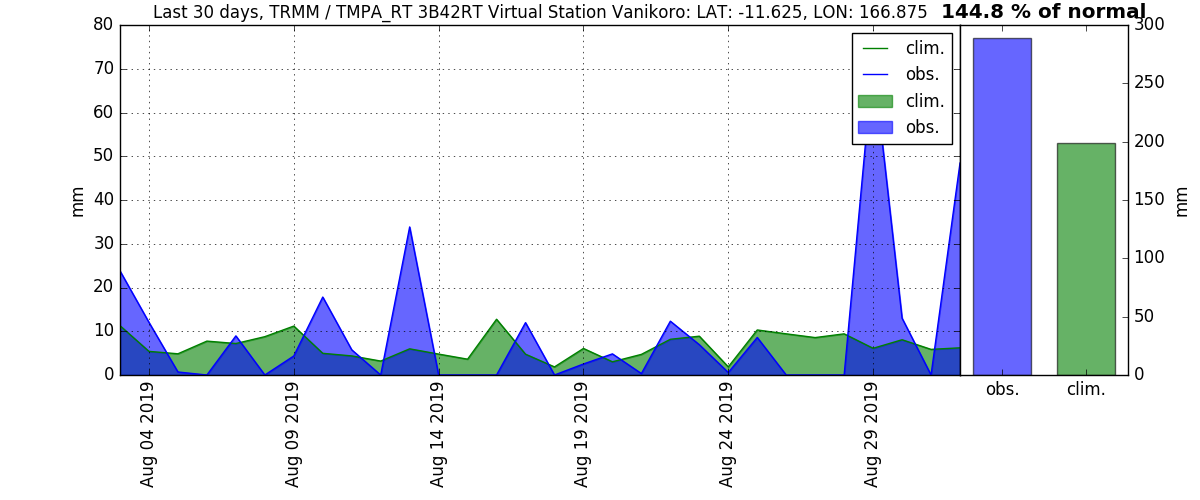 Last 30 days, TRMM / TMPA_RT 3B42RT Virtual Station Vanikoro: LAT: -11.625, LON: 166.875
144.8 % of normal
80
70
60
50
40
30
20
10
0
mm
clim.
obs.
clim.
obs.
Aug 04 2019
Aug 09 2019
Aug 14 2019
Aug 19 2019
Aug 24 2019
Aug 29 2019
300
250
200
150
100
50
0
mm
obs.
clim.